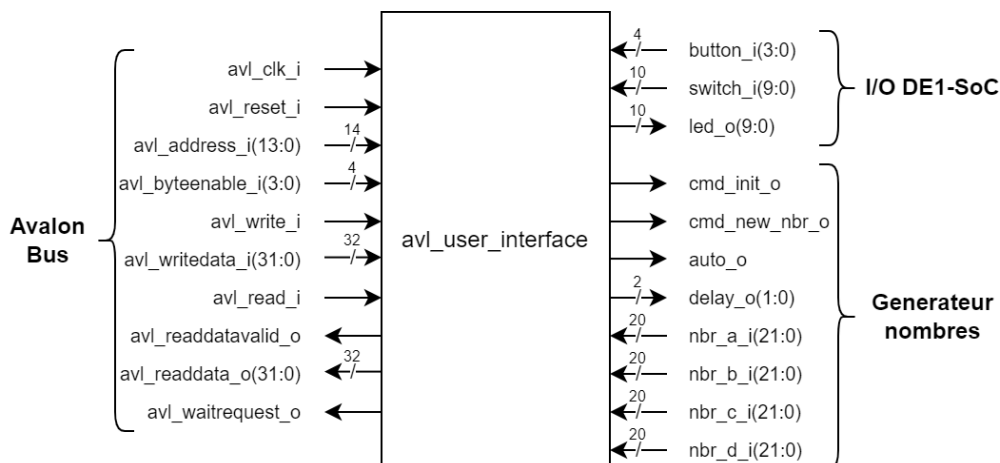 Avalon
Bus
avl_clk_i
avl_reset_i
14
avl_address_i(13:0)
4
avl_byteenable_i(3:0)
avl_write_i
32
avl_writedata_i(31:0)
avl_read_i
avl_readdatavalid_o
32
avl_readdata_o(31:0)
avl_waitrequest_o
avl_user_interface
4
button_i(3:0)
10
switch_i(9:0)
10
led_o(9:0)
I/O DE1-SoC
cmd_init_o
cmd_new_nbr_o
auto_o
2
delay_o(1:0)
20
nbr_a_i(21:0)
20
nbr_b_i(21:0)
20
nbr_c_i(21:0)
20
nbr_d_i(21:0)
Generateur
nombres